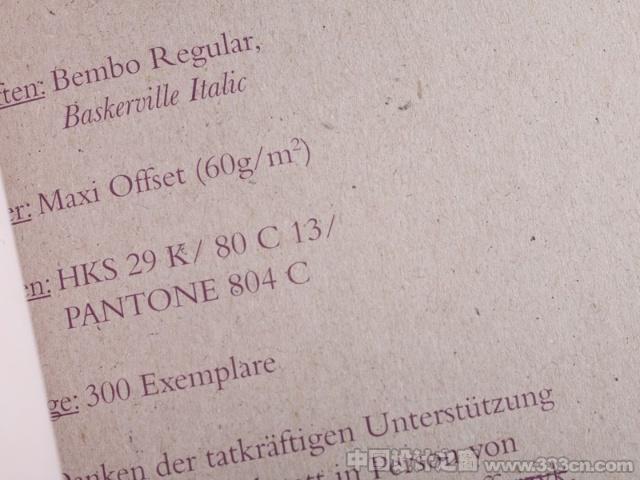 ften: Bembo Regular,
Baskerville Italic
er: Maxi Offset (60g/m²)
en: HKS 29 K/ 80 C 13/
PANTONE 804 C
ge: 300 Exemplare
anken der tatkräftigen Unterstützung
in Person von
中国设计之窗 www.333cn.com